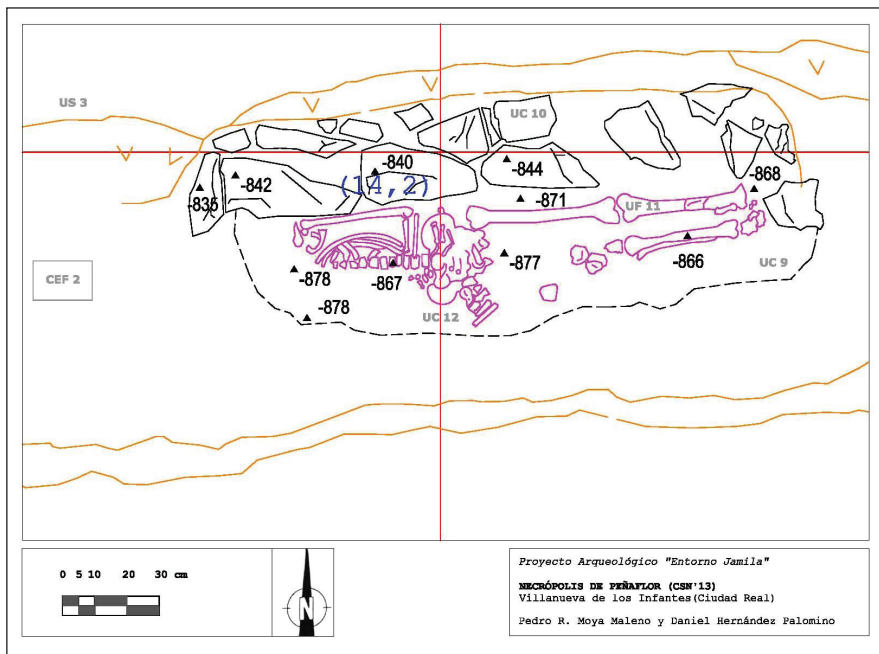 US 3
UC 10
-840
-844
-868
-842
(14,2)
-835
-871
UF 11
-877
-866
UC 9
CEF 2
-878
-867
-878
UC 12
0 5 10 20 30 cm
N
Proyecto Arqueológico "Entorno Jamila"
NECRÓPOLIS DE PEÑAFLOR (CSN'13)
Villanueva de los Infantes(Ciudad Real)
Pedro R. Moya Maleno y Daniel Hernández Palomino